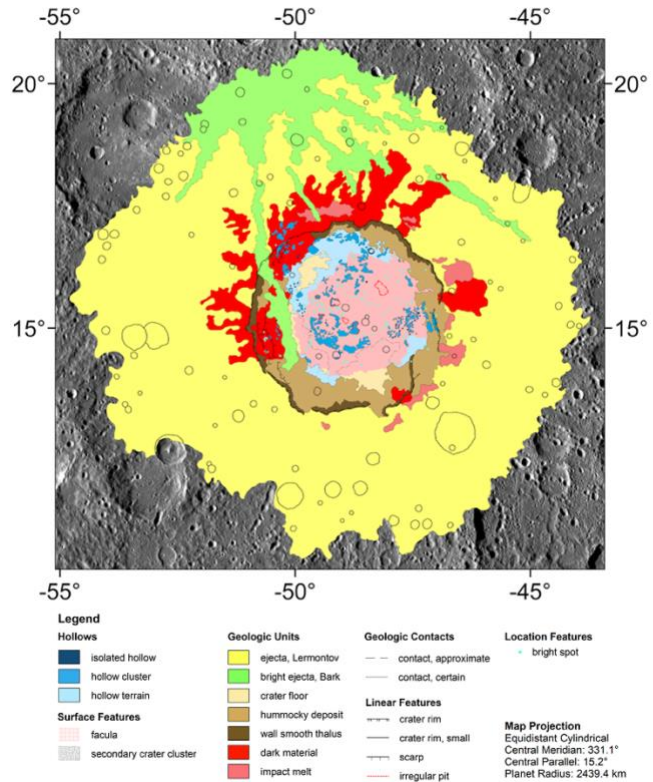 -55° -50° -45°
20° 20°
15° 15°
-55° -50° -45°
Legend
Hollows
isolated hollow
hollow cluster
hollow terrain
Surface Features
facula
secondary crater cluster
Geologic Units
ejecta, Lermontov
bright ejecta, Bark
crater floor
hummocky deposit
wall smooth thalus
dark material
impact melt
Geologic Contacts
contact, approximate
contact, certain
Linear Features
crater rim
crater rim, small
scarp
irregular pit
Location Features
bright spot
Map Projection
Equidistant Cylindrical
Central Meridian: 331.1°
Central Parallel: 15.2°
Planet Radius: 2439.4 km